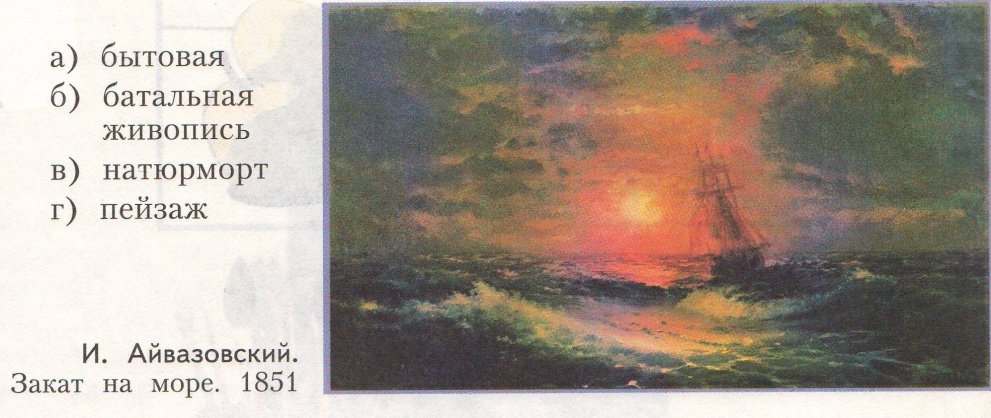 а) бытовая
б) батальная
живопись
в) натюрморт
г) пейзаж
И. Айвазовский.
Закат на море. 1851